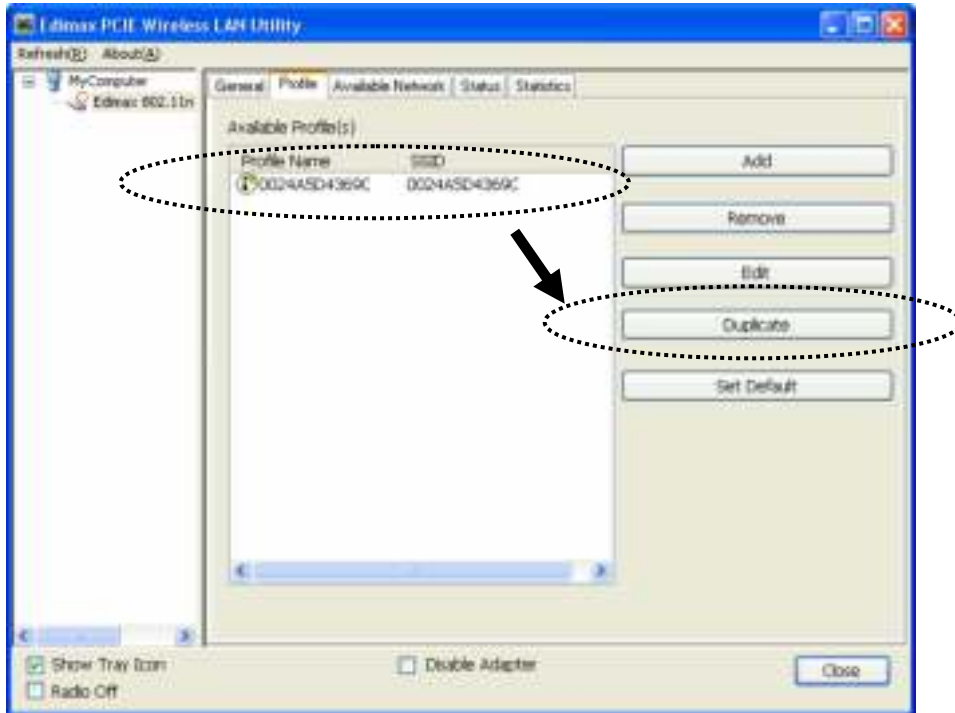 Edimax PCIE Wireless LAN Utility
Refresh(R) About(A)
MyComputer
Edimax 802.11n
General Profile Available Network Status Statistics
Available Profile(s)
Profile Name SSID
0024A5D4369C 0024A5D4369C
Add
Remove
Edit
Duplicate
Set Default
Show Tray Icon
Radio Off
Disable Adapter
Close